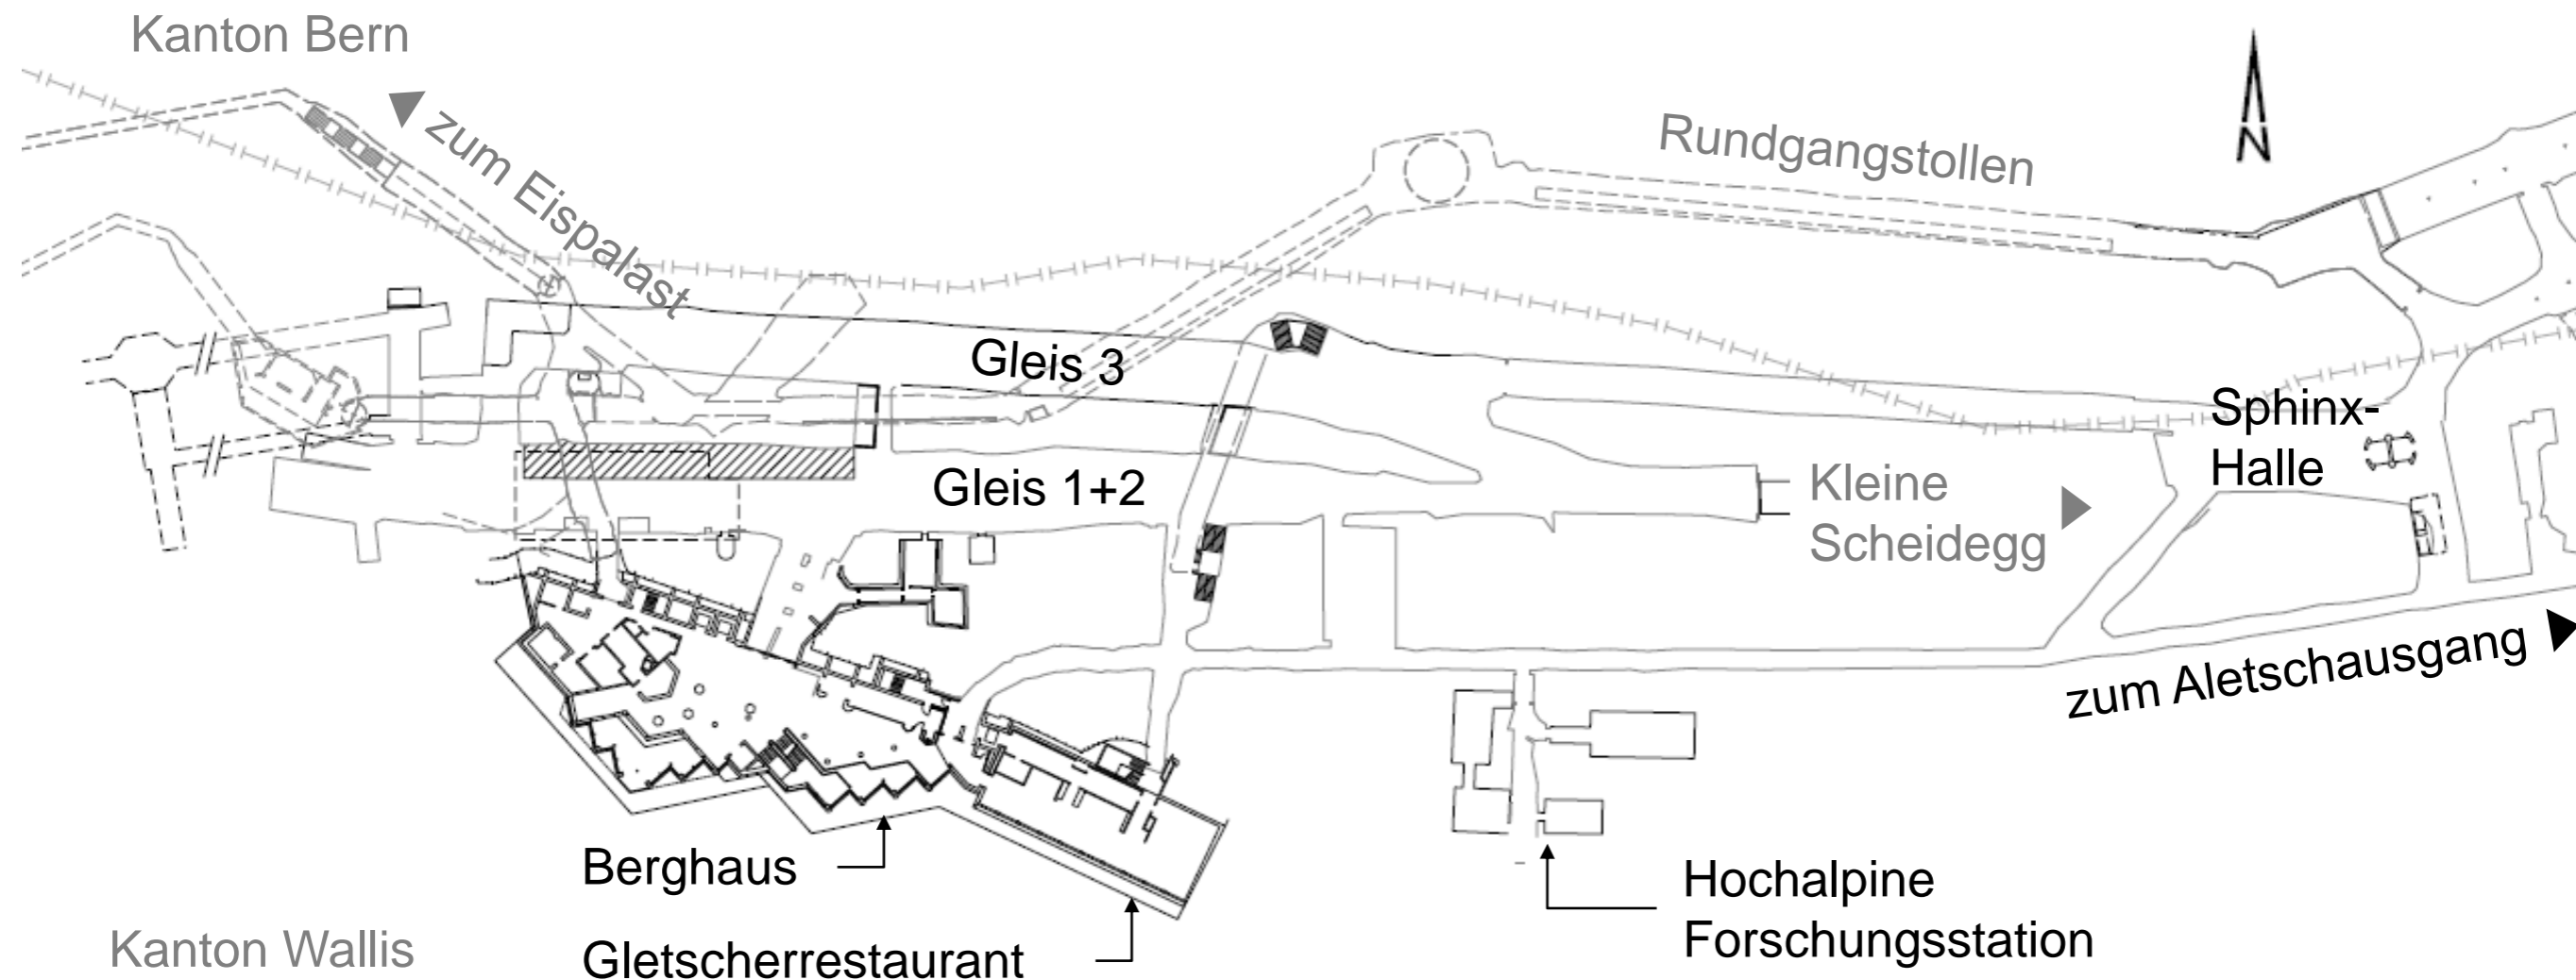 Kanton Bern
zum Eispalast
Rundgangstollen
N
Gleis 3
Gleis 1+2
Sphinx-
Halle
Kleine
Scheidegg
zum Aletschausgang
Berghaus
Gletscherrestaurant
Hochalpine
Forschungsstation
Kanton Wallis